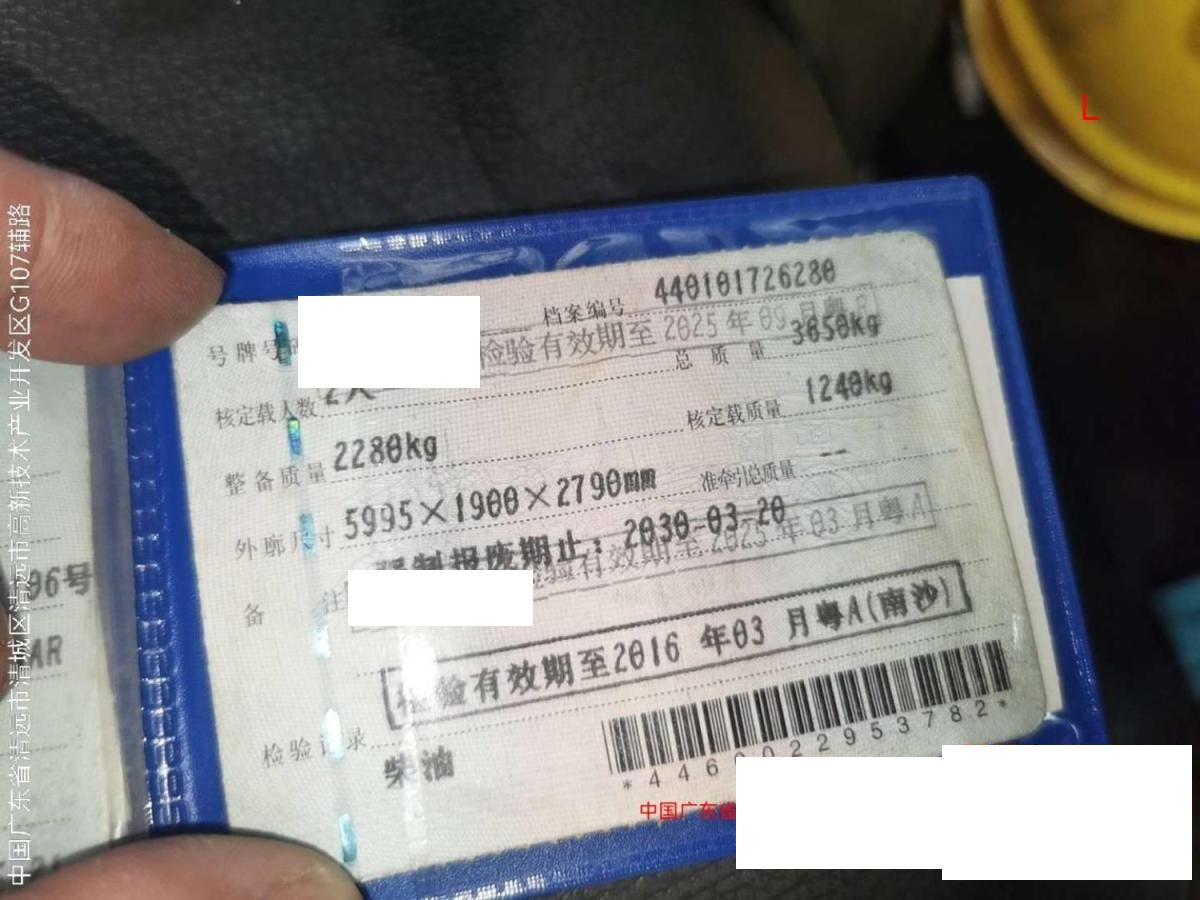 L
中国广东省清远市清城区清远市高新技术产业开发区G107辅路
96号
AR
号牌号 档案编号 440101726280
检验有效期至2025年09月粤
核定载人数 2人 总质量 3650kg
整备质量 2280kg 核定载质量 1240kg
外廓尺寸 5995×1900×2790mm 准牵引总质量 --
强制报废期止：2030-03-20
备注 验有效期至2025年03月粤A
检验有效期至2016年03月粤A(南沙)
检验记录 柴油
*4460022953782*
中国广东省